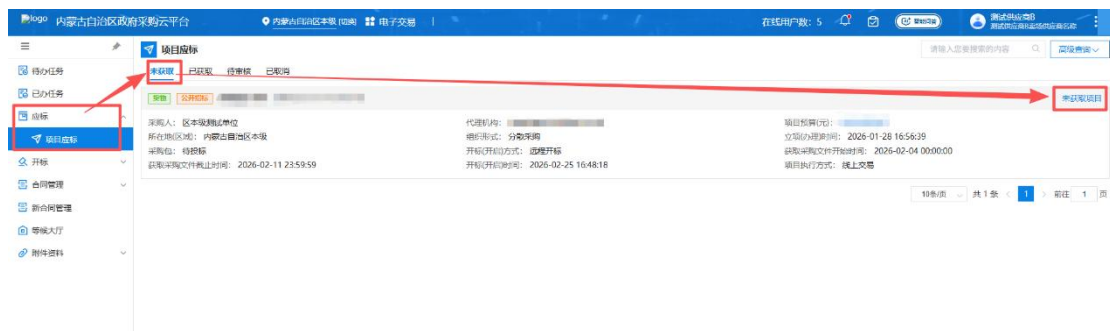 logo 内蒙古自治区政府采购云平台 内蒙古自治区本级 [切换] 电子交易 在线用户数：5 测试供应商B
待办任务
已办任务
应标
项目应标
开标
合同管理
新合同管理
等候大厅
附件资料
项目应标 请输入您要搜索的内容 高级查询
未获取 已获取 待审核 已取消
公开招标 未获取项目
采购人： 区本级测试单位 代理机构： 项目预算(元)：
所在地(区域)： 内蒙古自治区本级 组织形式： 分散采购 立项(办理)时间： 2026-01-28 16:56:39
采购包： 待投标 开标(开启)方式： 远程开标 获取采购文件开始时间： 2026-02-04 00:00:00
获取采购文件截止时间： 2026-02-11 23:59:59 开标(开启)时间： 2026-02-25 16:48:18 项目执行方式： 线上交易
10条/页 共 1 条 1 前往 1 页